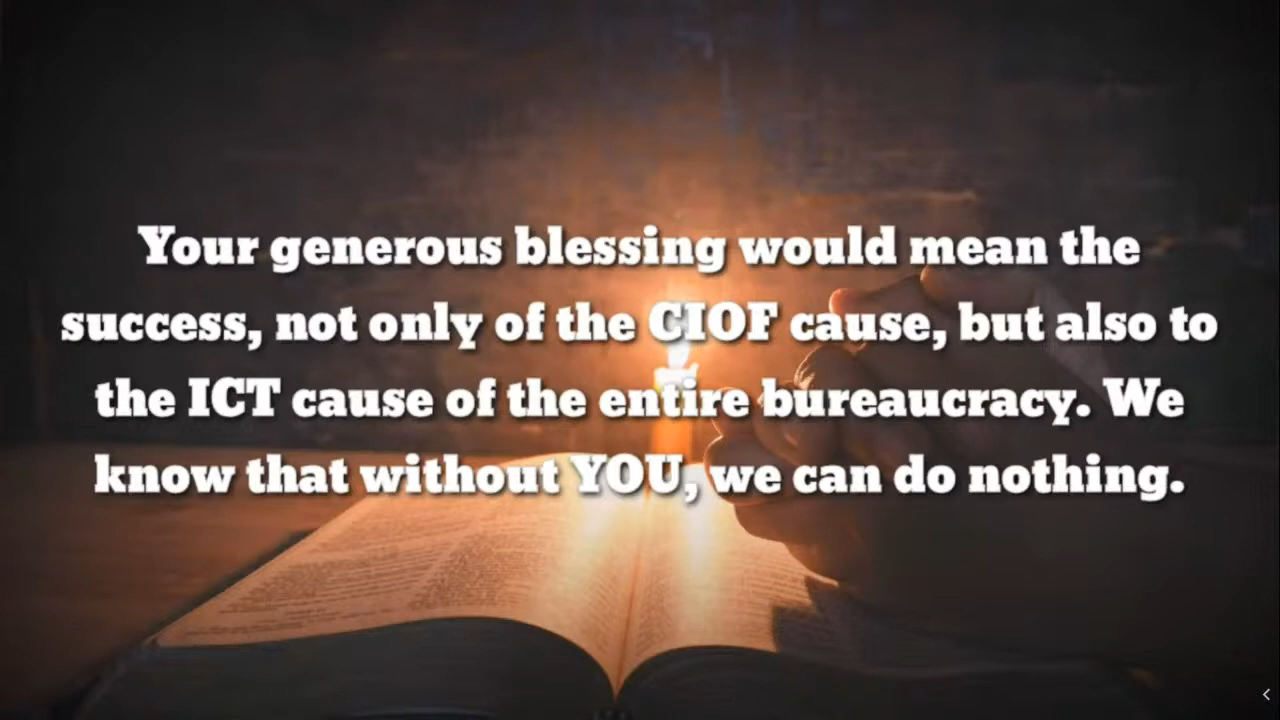 Your generous blessing would mean the
success, not only of the CIOF cause, but also to
the ICT cause of the entire bureaucracy. We
know that without YOU, we can do nothing.